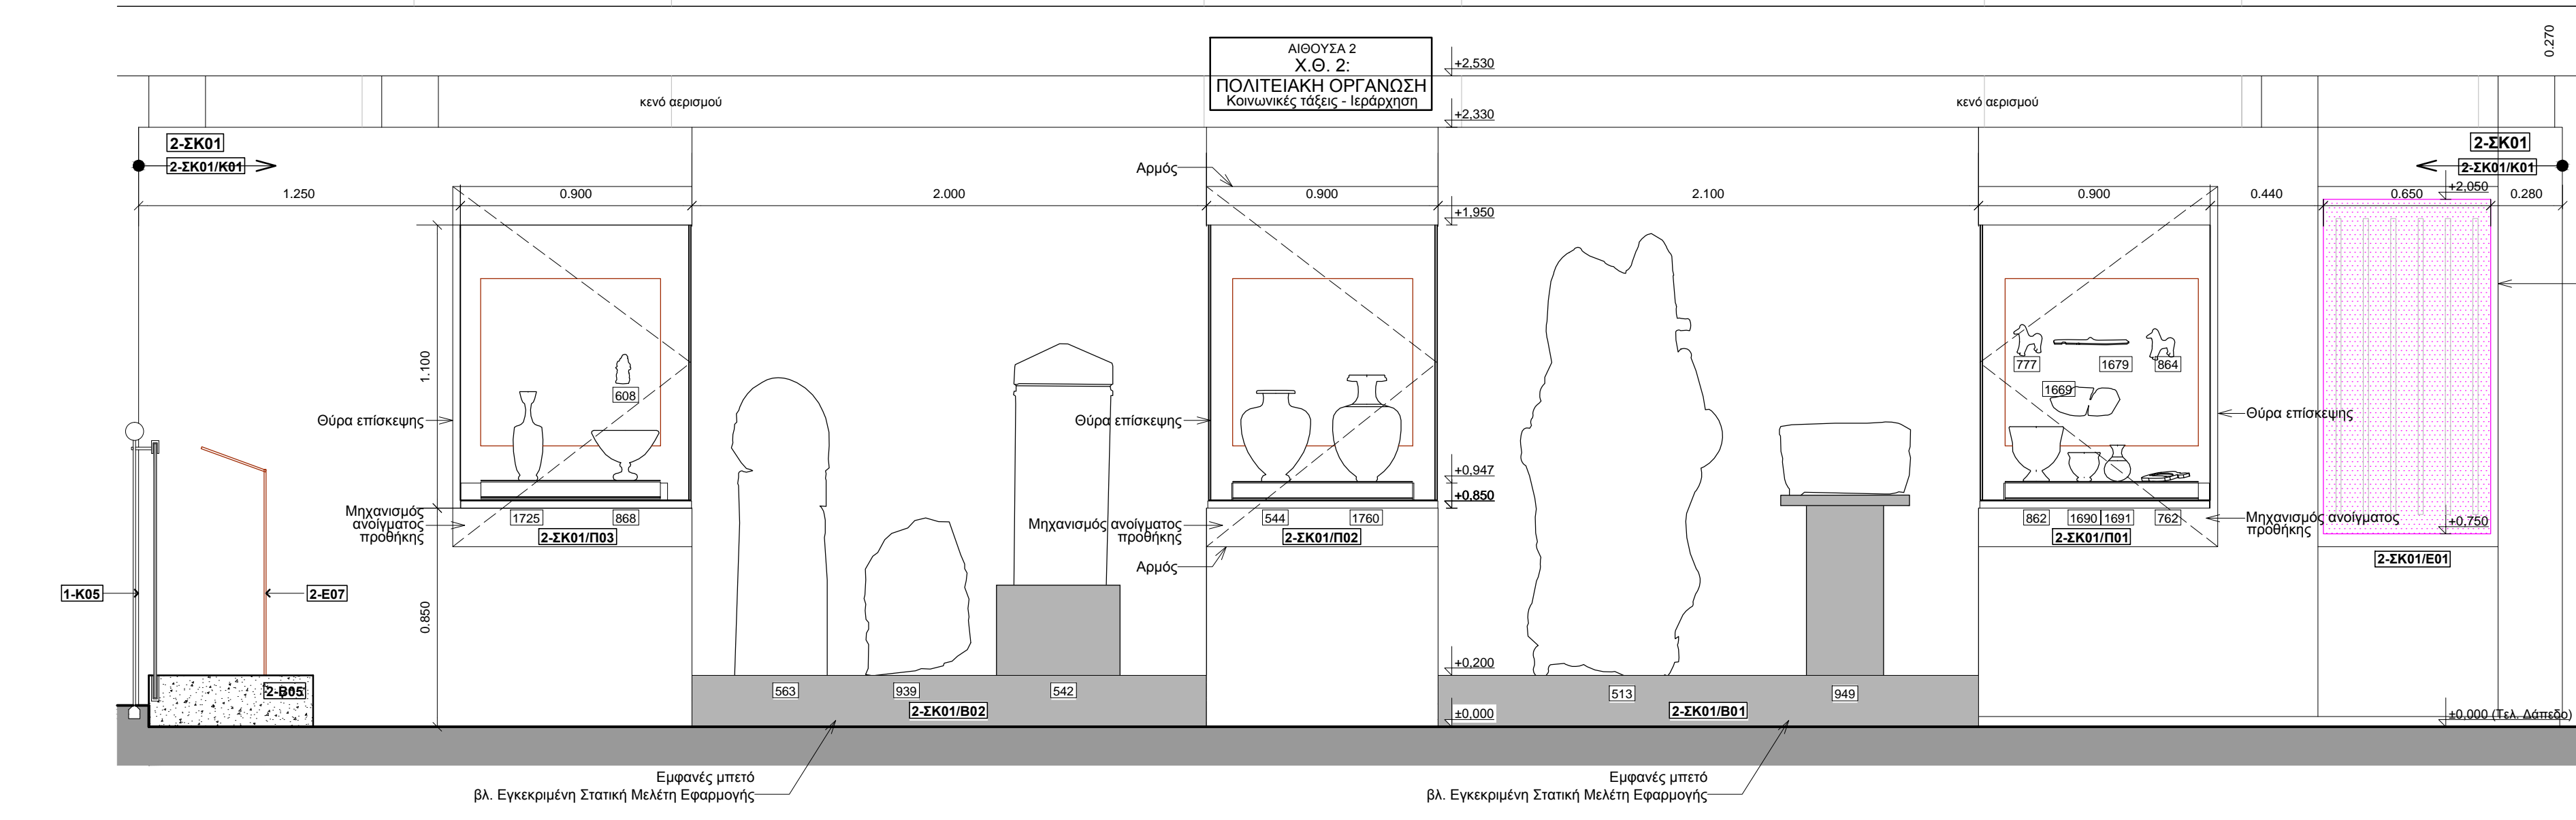 0.270
ΑΙΘΟΥΣΑ 2
Χ.Θ. 2:
ΠΟΛΙΤΕΙΑΚΗ ΟΡΓΑΝΩΣΗ
Κοινωνικές τάξεις - Ιεράρχηση
+2,530
κενό αερισμού
κενό αερισμού
+2,330
2-ΣΚ01
2-ΣΚ01/Κ01
Αρμός
2-ΣΚ01
2-ΣΚ01/Κ01
1.250
0.900
2.000
0.900
2.100
0.900
0.440
0.650
0.280
+2,050
+1,950
1.100
608
777
1679
864
1669
Θύρα επίσκεψης
Θύρα επίσκεψης
Θύρα επίσκεψης
+0,947
+0.850
Μηχανισμός
ανοίγματος
προθήκης
1725
868
2-ΣΚ01/Π03
Μηχανισμός ανοίγματος
προθήκης
544
1760
2-ΣΚ01/Π02
862
1690
1691
762
2-ΣΚ01/Π01
Μηχανισμός ανοίγματος
προθήκης
+0,750
2-ΣΚ01/Ε01
Αρμός
1-Κ05
2-Ε07
0.850
+0,200
2-Β05
563
939
542
2-ΣΚ01/Β02
513
949
2-ΣΚ01/Β01
±0,000
±0,000 (Τελ. Δάπεδο)
Εμφανές μπετό
βλ. Εγκεκριμένη Στατική Μελέτη Εφαρμογής
Εμφανές μπετό
βλ. Εγκεκριμένη Στατική Μελέτη Εφαρμογής